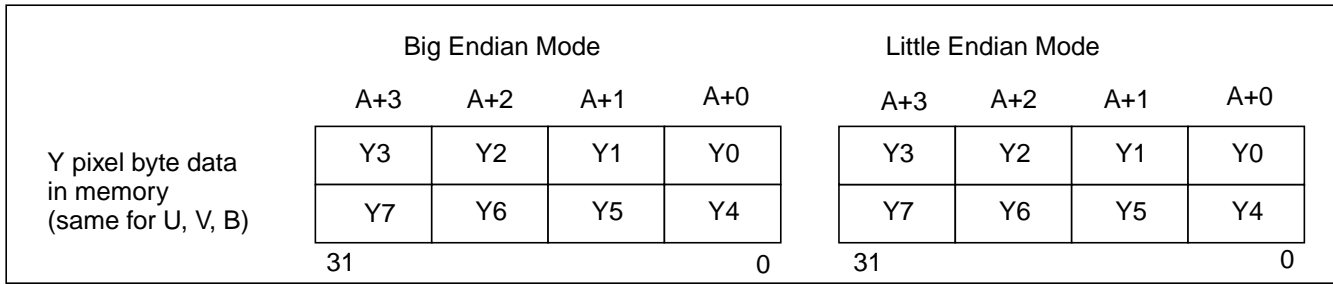 Big Endian Mode Little Endian Mode
A+3 A+2 A+1 A+0 A+3 A+2 A+1 A+0
Y3 Y2 Y1 Y0 Y3 Y2 Y1 Y0
Y pixel byte data
in memory
(same for U, V, B)
Y7 Y6 Y5 Y4 Y7 Y6 Y5 Y4
31 0 31 0